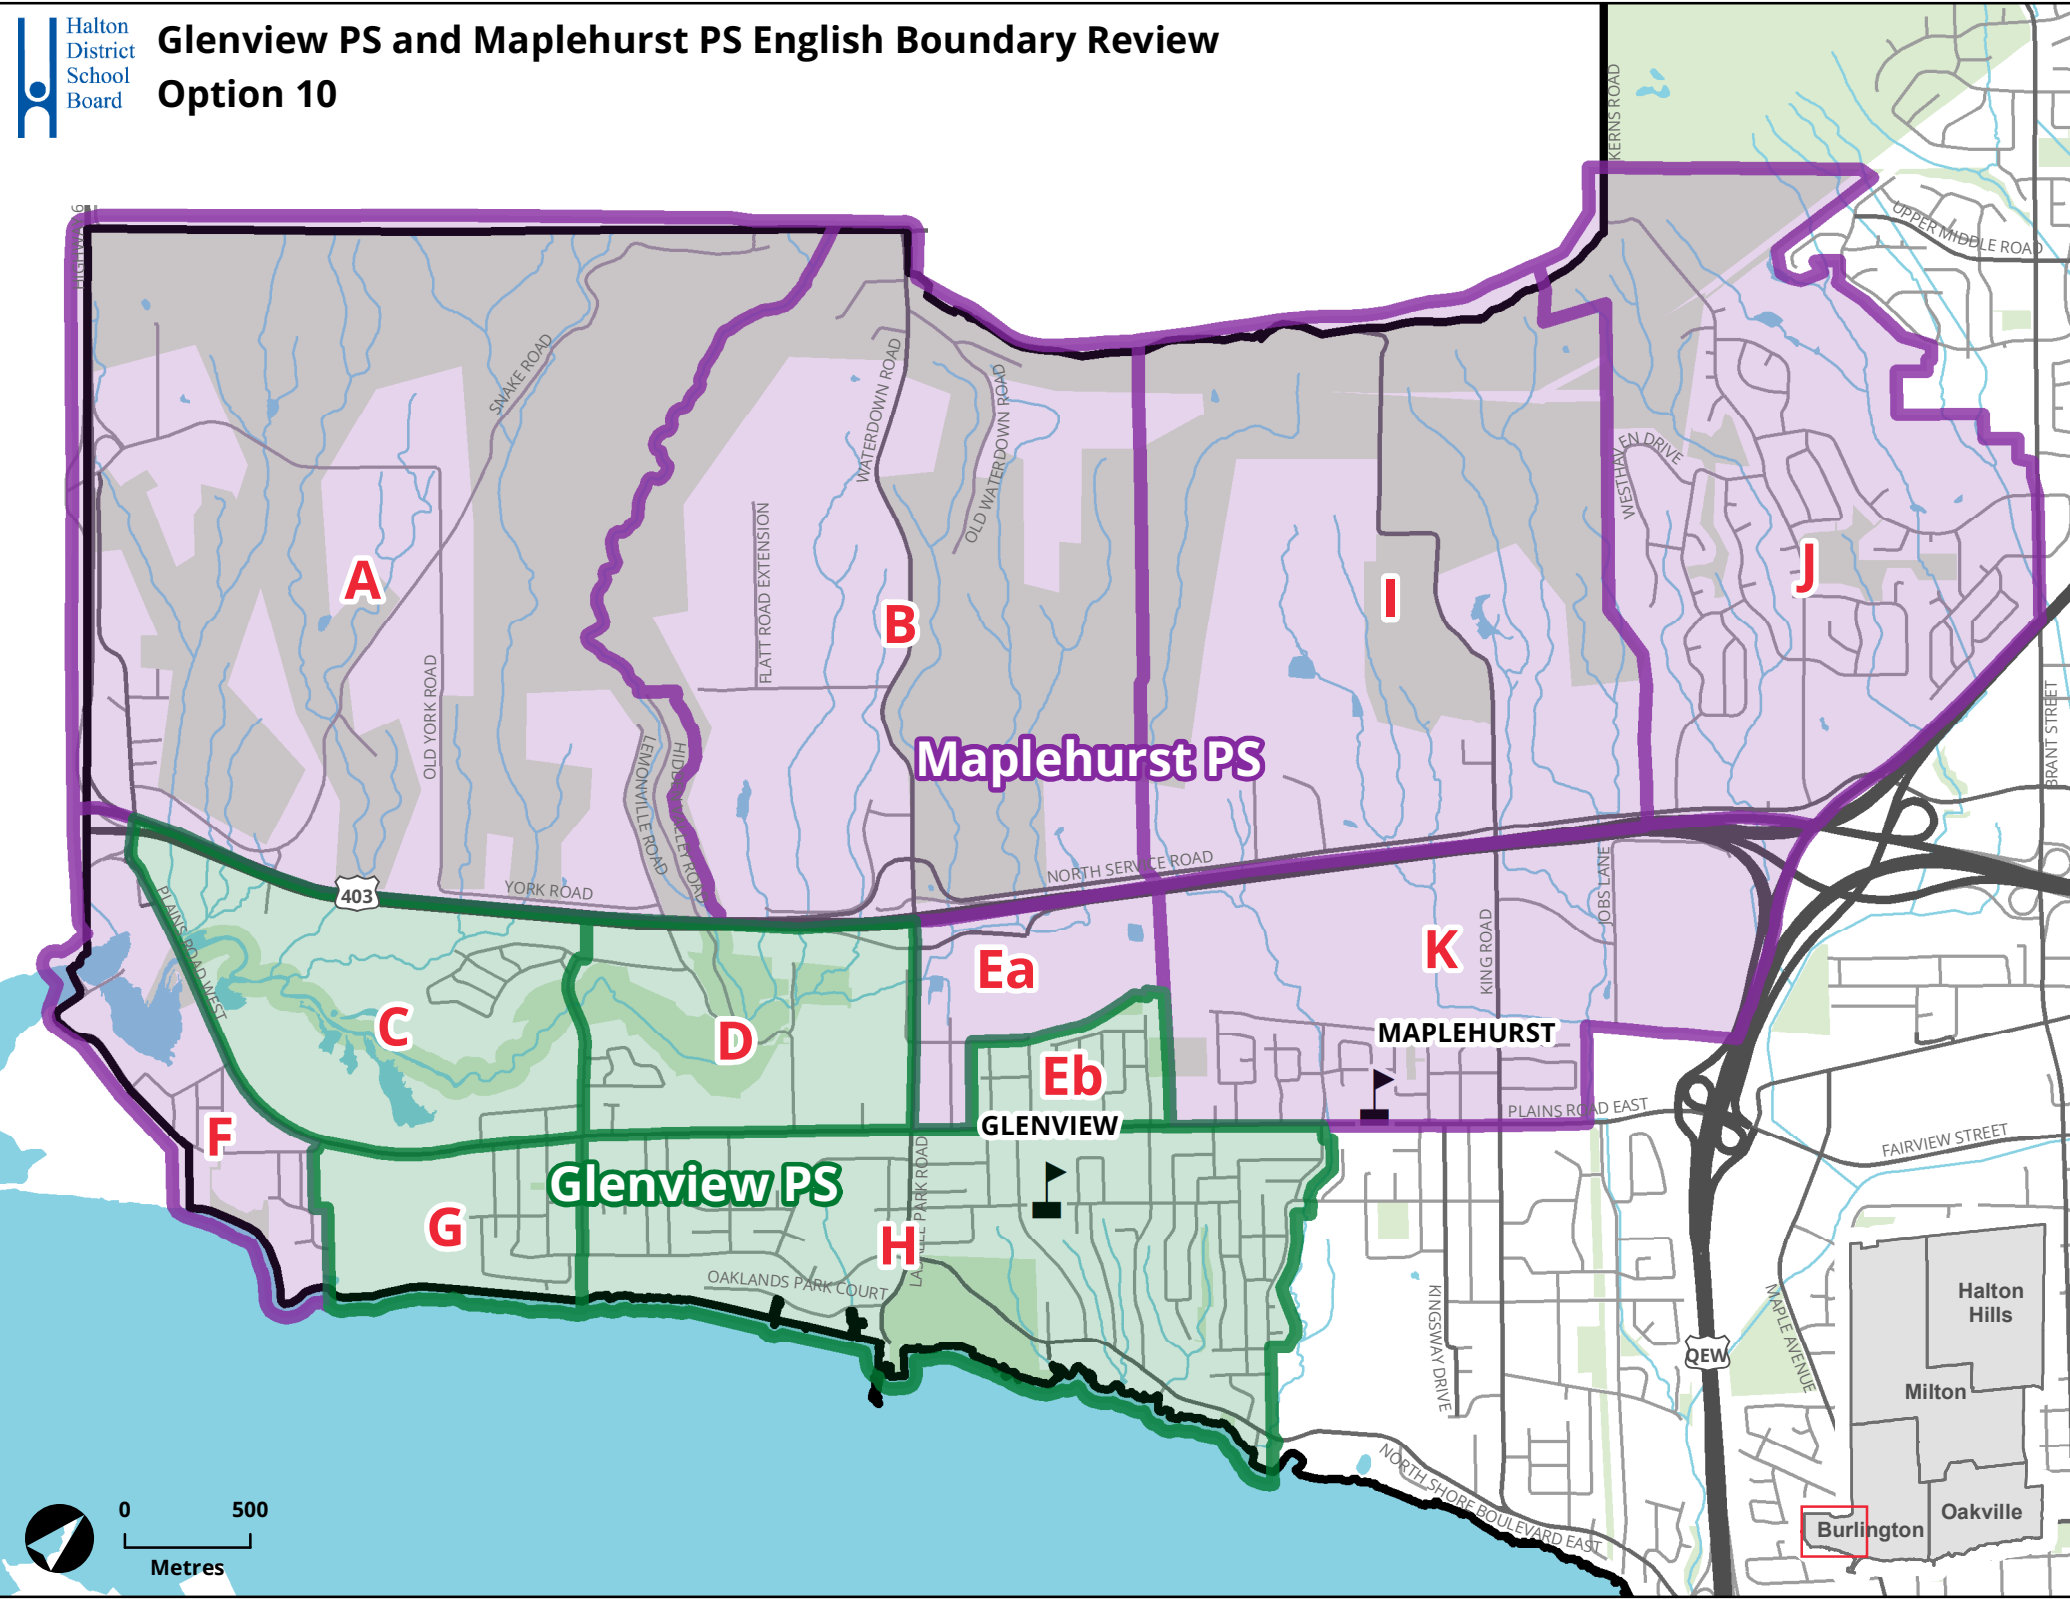 Halton
District
School
Board
Glenview PS and Maplehurst PS English Boundary Review
Option 10
KERNS ROAD
UPPER MIDDLE ROAD
SNAKE ROAD
WATERDOWN ROAD
OLD WATERDOWN ROAD
WESTHAVEN DRIVE
FLATT ROAD EXTENSION
A
B
I
J
OLD YORK ROAD
LEMONVILLE ROAD
BRANT STREET
Maplehurst PS
NORTH SERVICE ROAD
YORK ROAD
403
PLAINS ROAD WEST
KING ROAD
C
D
Ea
K
MAPLEHURST
Eb
GLENVIEW
PLAINS ROAD EAST
FAIRVIEW STREET
F
Glenview PS
G
H
OAKLANDS PARK COURT
KINGSWAY DRIVE
MAPLE AVENUE
QEW
NORTH SHORE BOULEVARD EAST
Halton
Hills
Milton
Oakville
Burlington
0 500
Metres